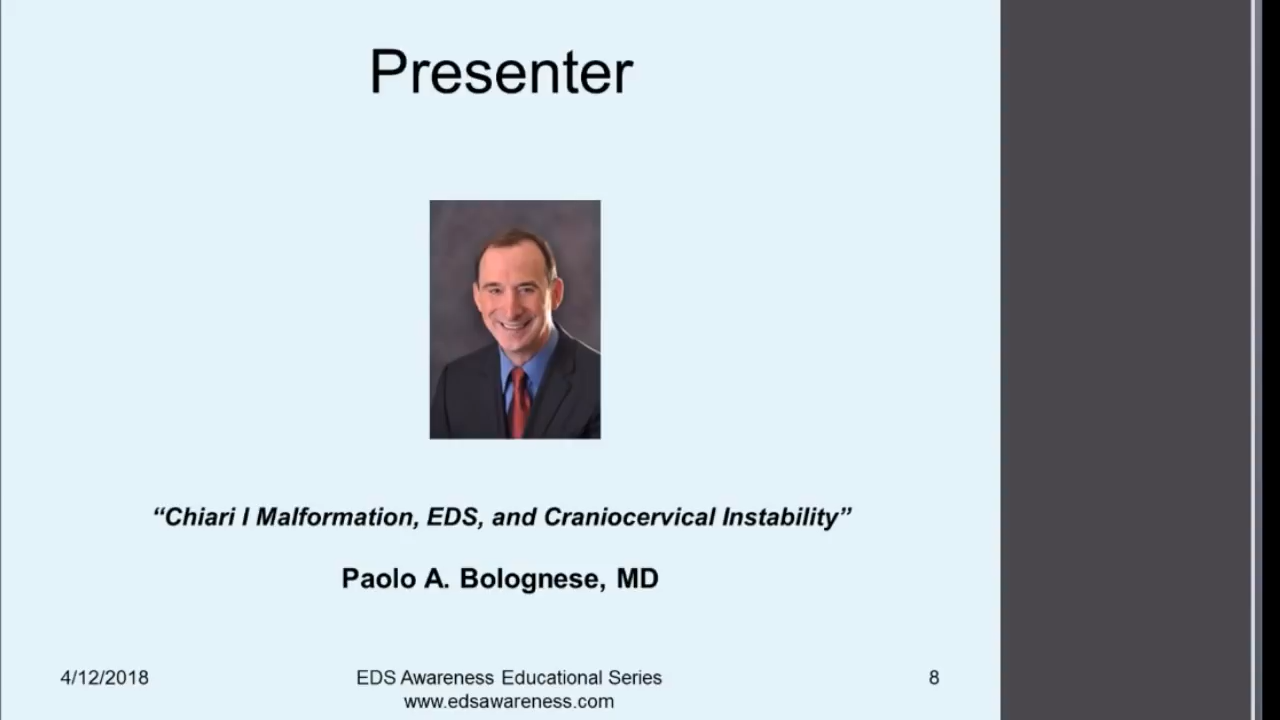 Presenter
“Chiari I Malformation, EDS, and Craniocervical Instability”
Paolo A. Bolognese, MD
4/12/2018
EDS Awareness Educational Series
www.edsawareness.com
8